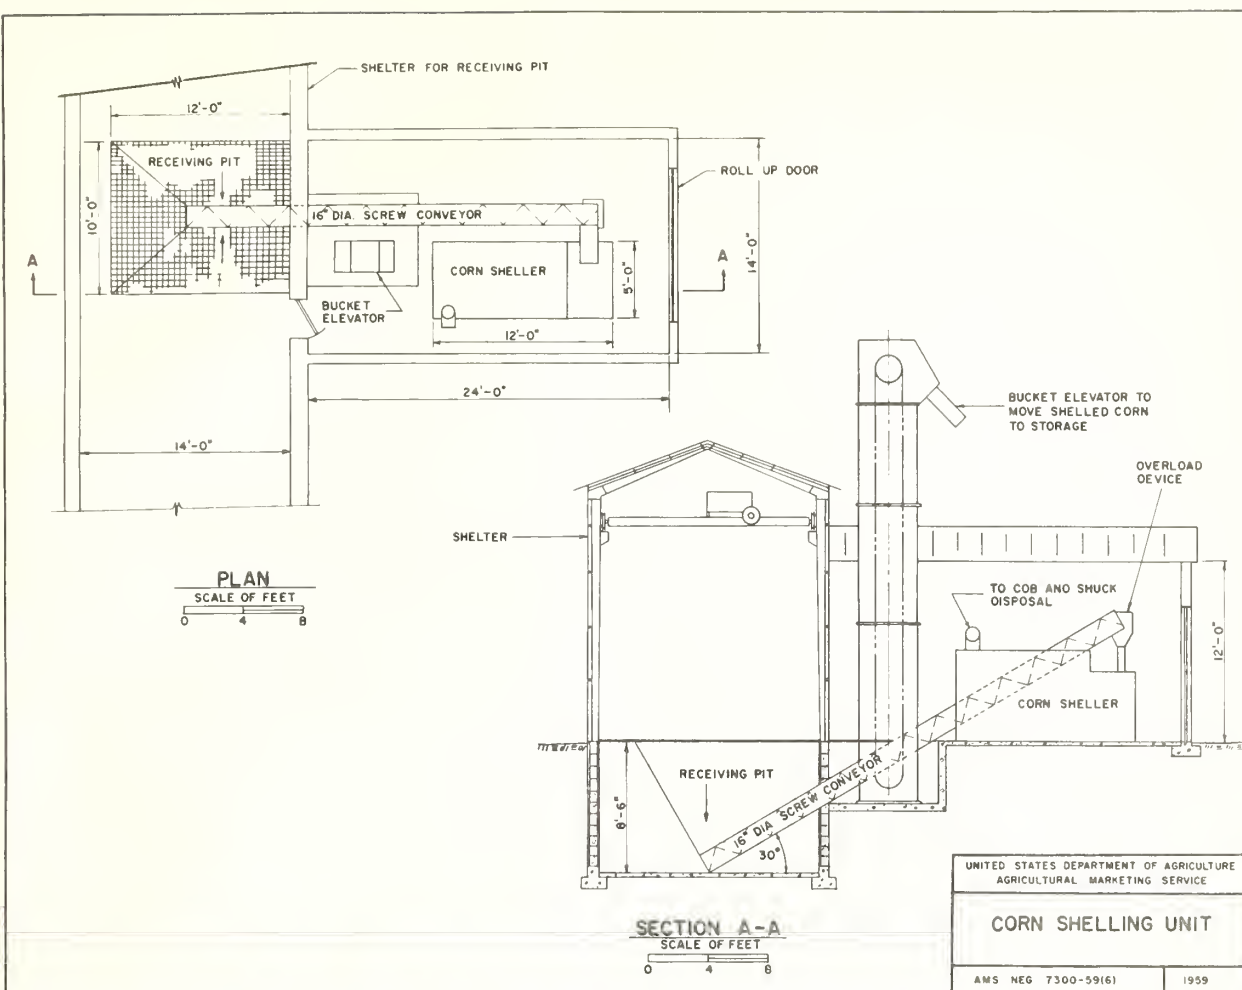 SHELTER FOR RECEIVING PIT
12'-0"
RECEIVING PIT
10'-0"
16" DIA. SCREW CONVEYOR
ROLL UP DOOR
14'-0"
A
A
CORN SHELLER
5'-0"
BUCKET
ELEVATOR
12'-0"
24'-0"
14'-0"
PLAN
SCALE OF FEET
0 4 8
BUCKET ELEVATOR TO
MOVE SHELLED CORN
TO STORAGE
OVERLOAD
DEVICE
SHELTER
TO COB AND SHUCK
DISPOSAL
12'-0"
CORN SHELLER
RECEIVING PIT
8'-6"
16" DIA SCREW CONVEYOR
30°
SECTION A-A
SCALE OF FEET
0 4 8
UNITED STATES DEPARTMENT OF AGRICULTURE
AGRICULTURAL MARKETING SERVICE
CORN SHELLING UNIT
AMS NEG 7300-59(6) 1959